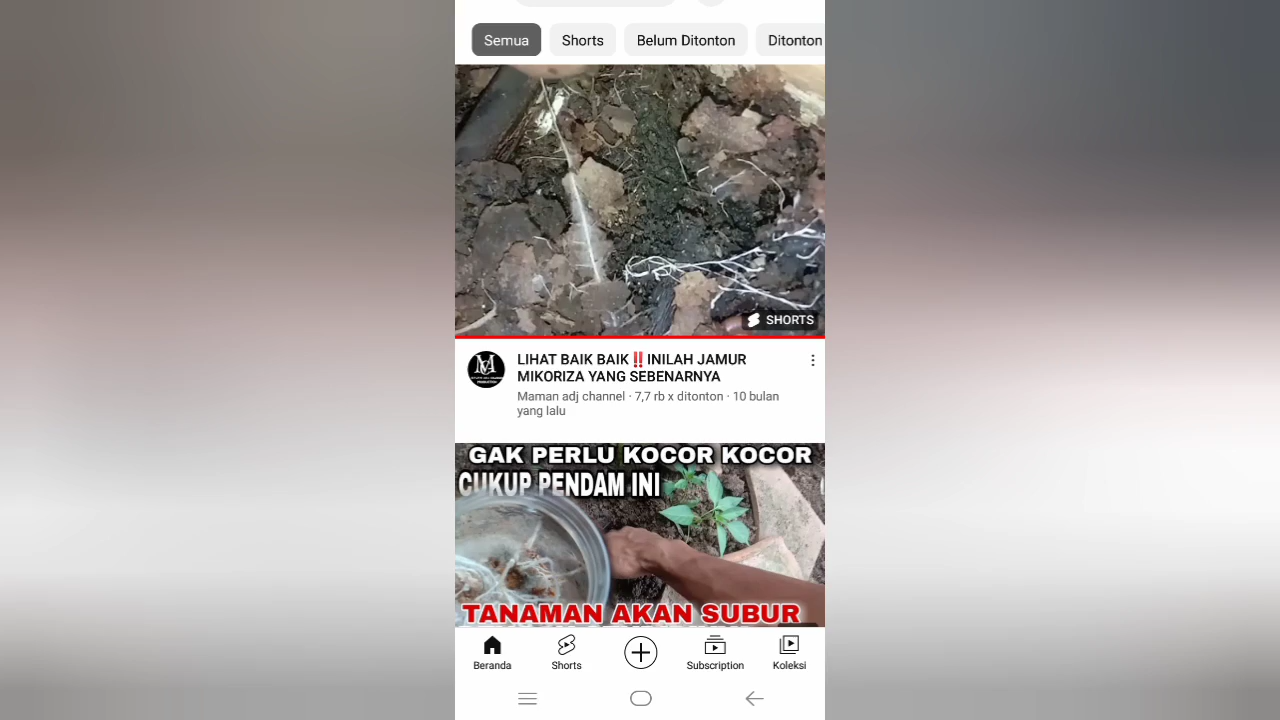 Semua
Shorts
Belum Ditonton
Ditonton
SHORTS
LIHAT BAIK BAIK‼️INILAH JAMUR
MIKORIZA YANG SEBENARNYA
Maman adj channel · 7,7 rb x ditonton · 10 bulan
yang lalu
GAK PERLU KOCOR KOCOR
CUKUP PENDAM INI
TANAMAN AKAN SUBUR
Beranda
Shorts
Subscription
Koleksi